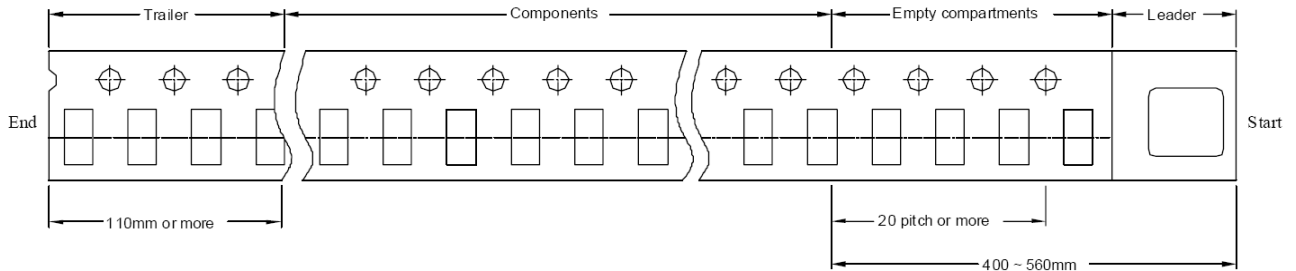 Trailer
Components
Empty compartments
Leader
End
Start
110mm or more
20 pitch or more
400 ~ 560mm